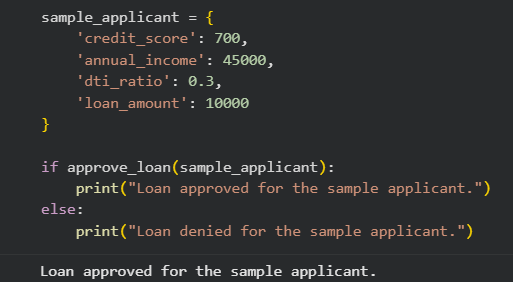 sample_applicant = {
    'credit_score': 700,
    'annual_income': 45000,
    'dti_ratio': 0.3,
    'loan_amount': 10000
}
if approve_loan(sample_applicant):
    print("Loan approved for the sample applicant.")
else:
    print("Loan denied for the sample applicant.")
Loan approved for the sample applicant.